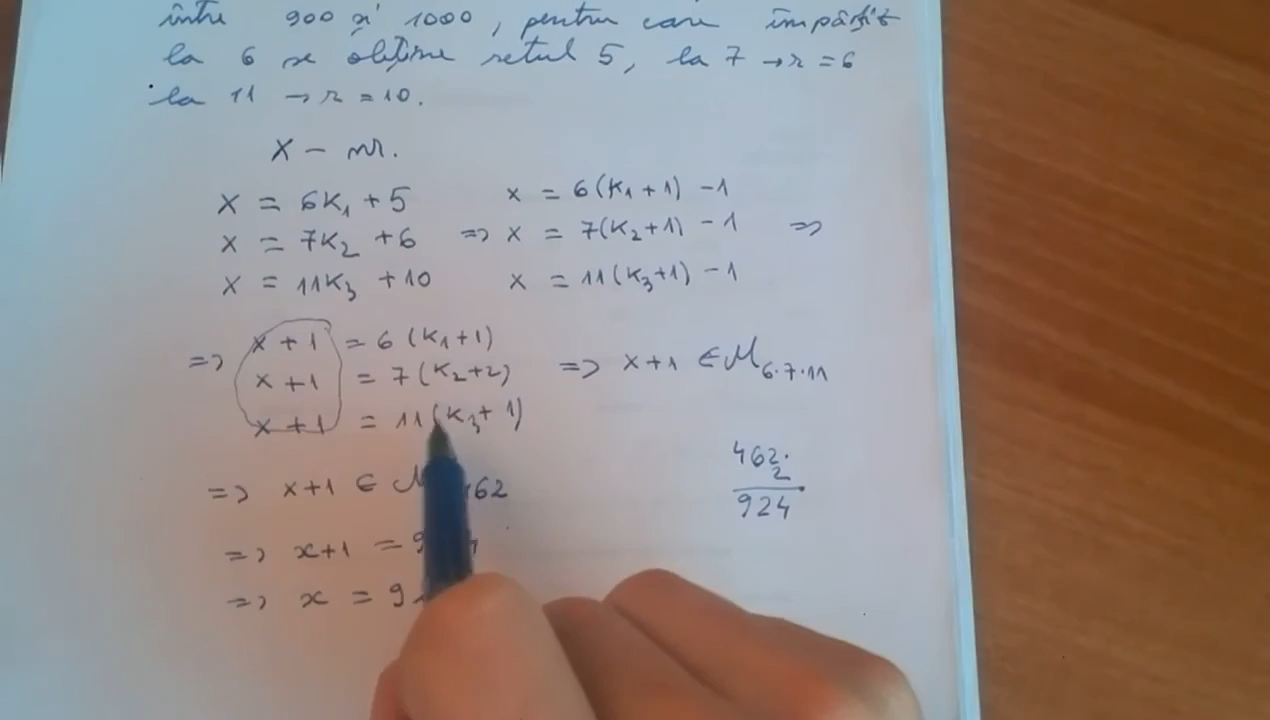 între 900 și 1000, pentru care împărțit
la 6 se obține restul 5, la 7 → r = 6
la 11 → r = 10.
X – nr.
x = 6k₁ + 5 x = 6(k₁ + 1) – 1
x = 7k₂ + 6 => x = 7(k₂+1) – 1 =>
x = 11k₃ + 10 x = 11(k₃+1) – 1
=> x + 1 = 6 (k₁+1)
x + 1 = 7 (k₂+2) => x+1 ∈ M₆.₇.₁₁
x + 1 = 11 (k₃+ 1)
462.
2
924
=> x+1 ∈ M 62
=> x+1 = 9
=> x = 9